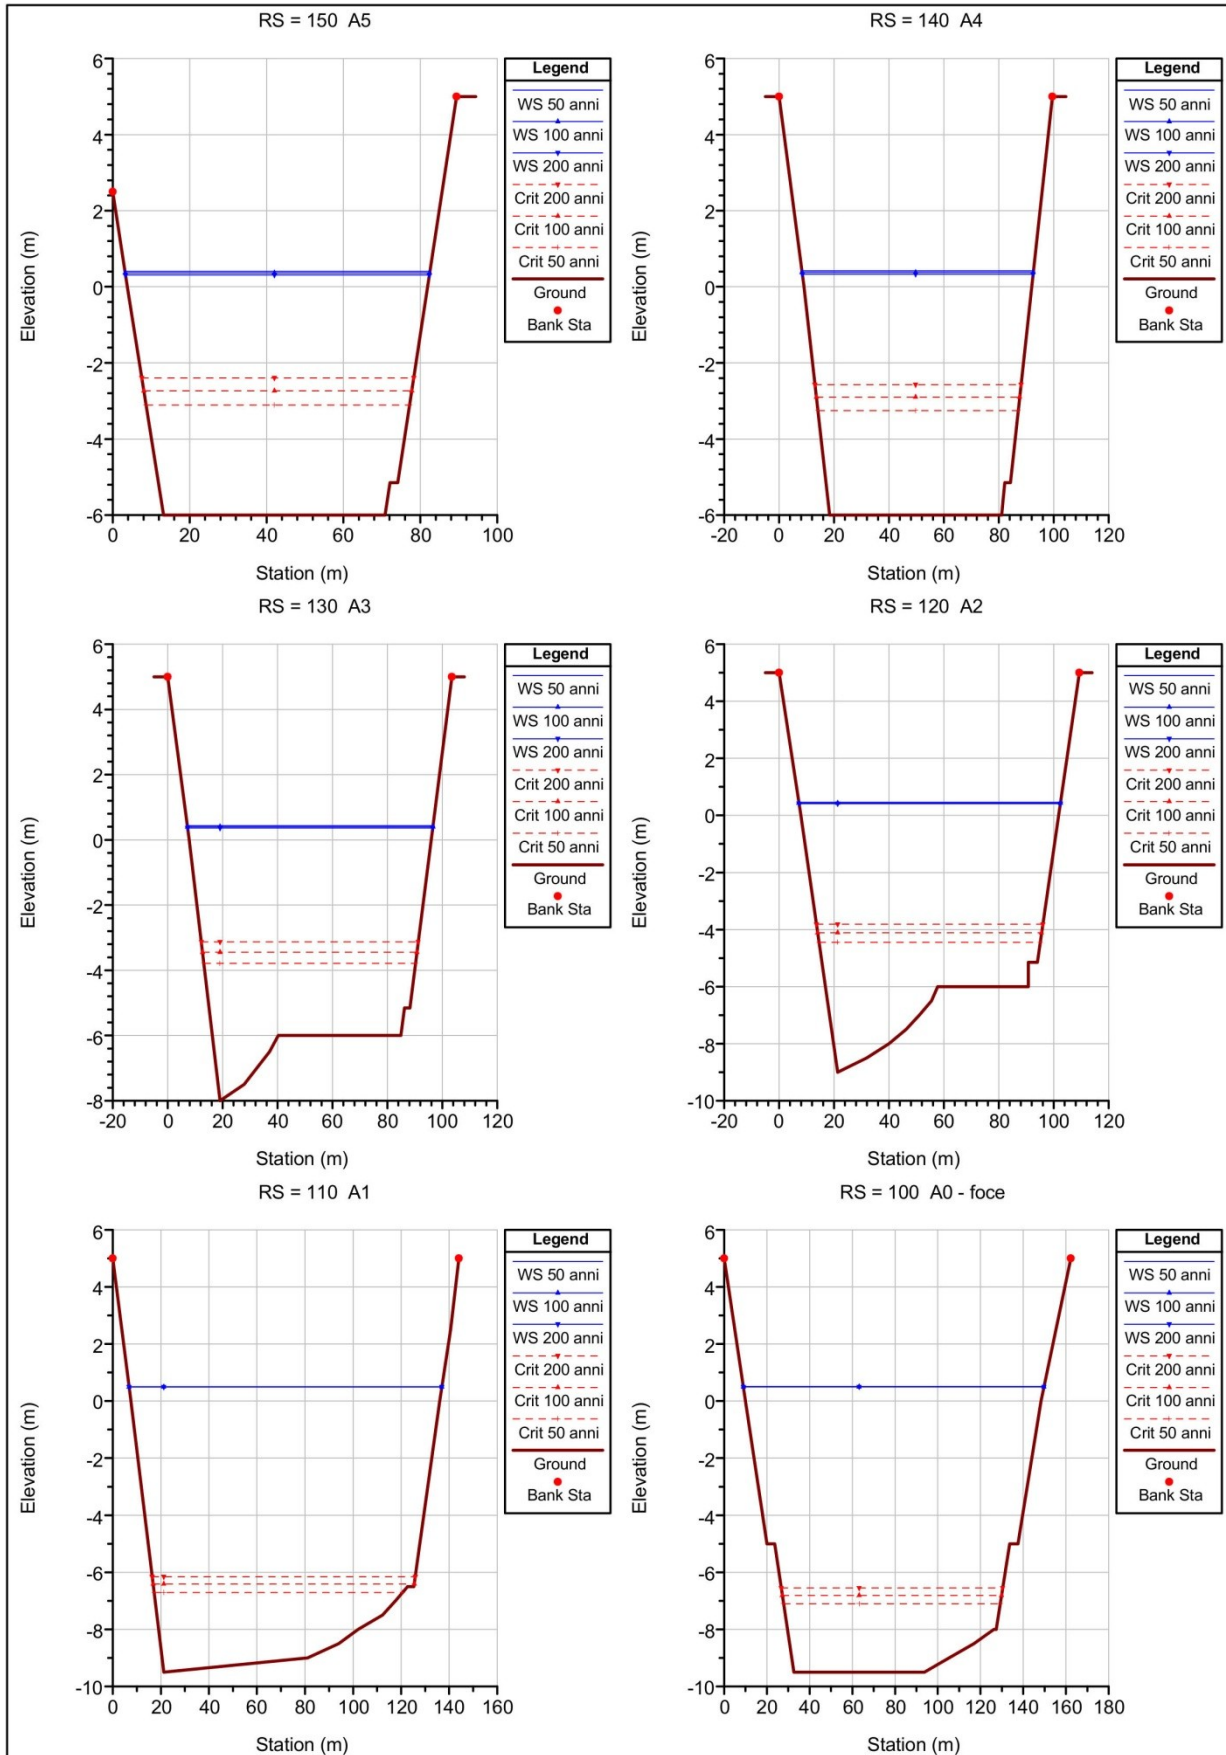 RS = 150 A5
Elevation (m)
6
4
2
0
-2
-4
-6
0 20 40 60 80 100
Station (m)
Legend
WS 50 anni
WS 100 anni
WS 200 anni
Crit 200 anni
Crit 100 anni
Crit 50 anni
Ground
Bank Sta
RS = 140 A4
Elevation (m)
6
4
2
0
-2
-4
-6
-20 0 20 40 60 80 100 120
Station (m)
Legend
WS 50 anni
WS 100 anni
WS 200 anni
Crit 200 anni
Crit 100 anni
Crit 50 anni
Ground
Bank Sta
RS = 130 A3
Elevation (m)
6
4
2
0
-2
-4
-6
-8
-20 0 20 40 60 80 100 120
Station (m)
Legend
WS 50 anni
WS 100 anni
WS 200 anni
Crit 200 anni
Crit 100 anni
Crit 50 anni
Ground
Bank Sta
RS = 120 A2
Elevation (m)
6
4
2
0
-2
-4
-6
-8
-10
-20 0 20 40 60 80 100 120
Station (m)
Legend
WS 50 anni
WS 100 anni
WS 200 anni
Crit 200 anni
Crit 100 anni
Crit 50 anni
Ground
Bank Sta
RS = 110 A1
Elevation (m)
6
4
2
0
-2
-4
-6
-8
-10
0 20 40 60 80 100 120 140 160
Station (m)
Legend
WS 50 anni
WS 100 anni
WS 200 anni
Crit 200 anni
Crit 100 anni
Crit 50 anni
Ground
Bank Sta
RS = 100 A0 - foce
Elevation (m)
6
4
2
0
-2
-4
-6
-8
-10
0 20 40 60 80 100 120 140 160 180
Station (m)
Legend
WS 50 anni
WS 100 anni
WS 200 anni
Crit 200 anni
Crit 100 anni
Crit 50 anni
Ground
Bank Sta